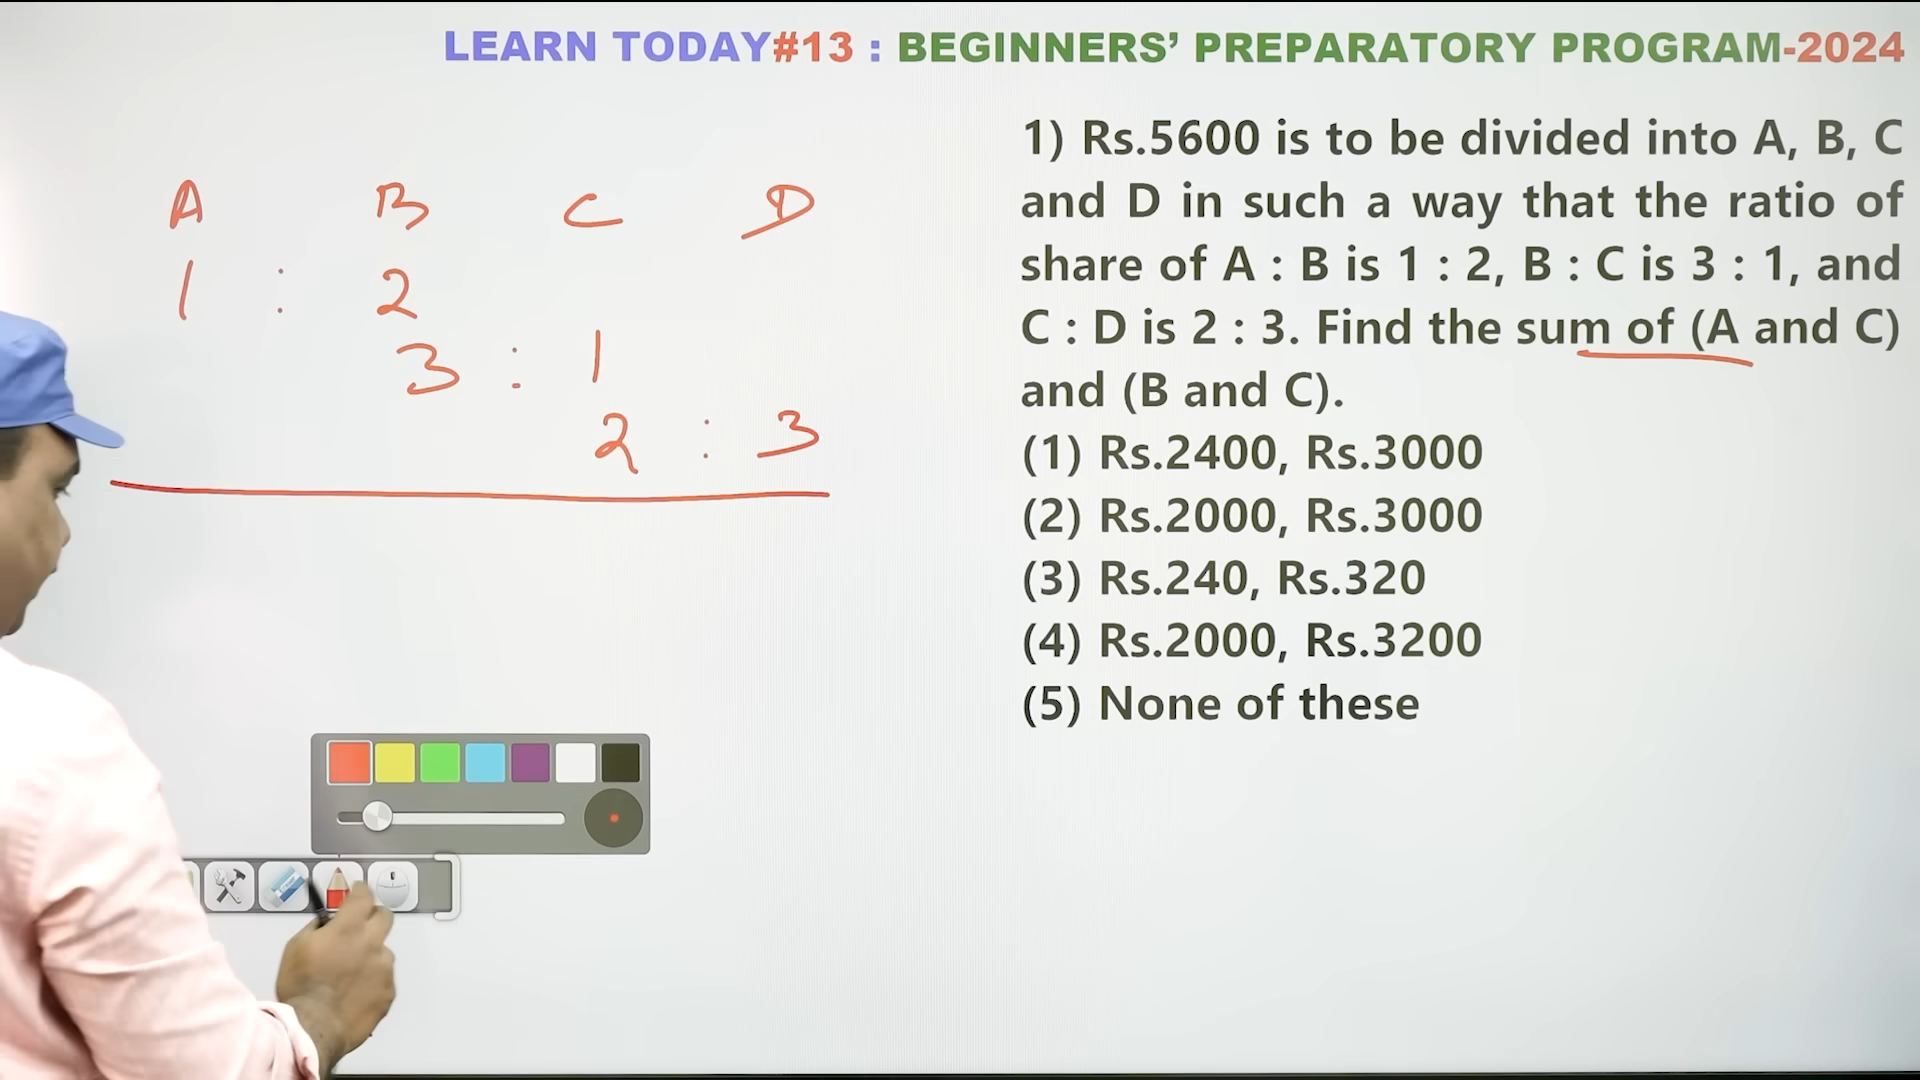 LEARN TODAY#13 : BEGINNERS’ PREPARATORY PROGRAM-2024
A B C D
1 : 2
3 : 1
2 : 3
1) Rs.5600 is to be divided into A, B, C
and D in such a way that the ratio of
share of A : B is 1 : 2, B : C is 3 : 1, and
C : D is 2 : 3. Find the sum of (A and C)
and (B and C).
(1) Rs.2400, Rs.3000
(2) Rs.2000, Rs.3000
(3) Rs.240, Rs.320
(4) Rs.2000, Rs.3200
(5) None of these